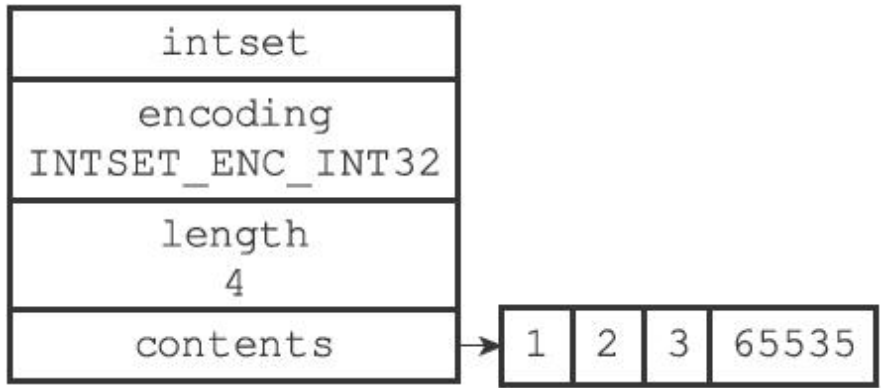 intset
encoding
INTSET_ENC_INT32
length
4
contents
1 2 3 65535